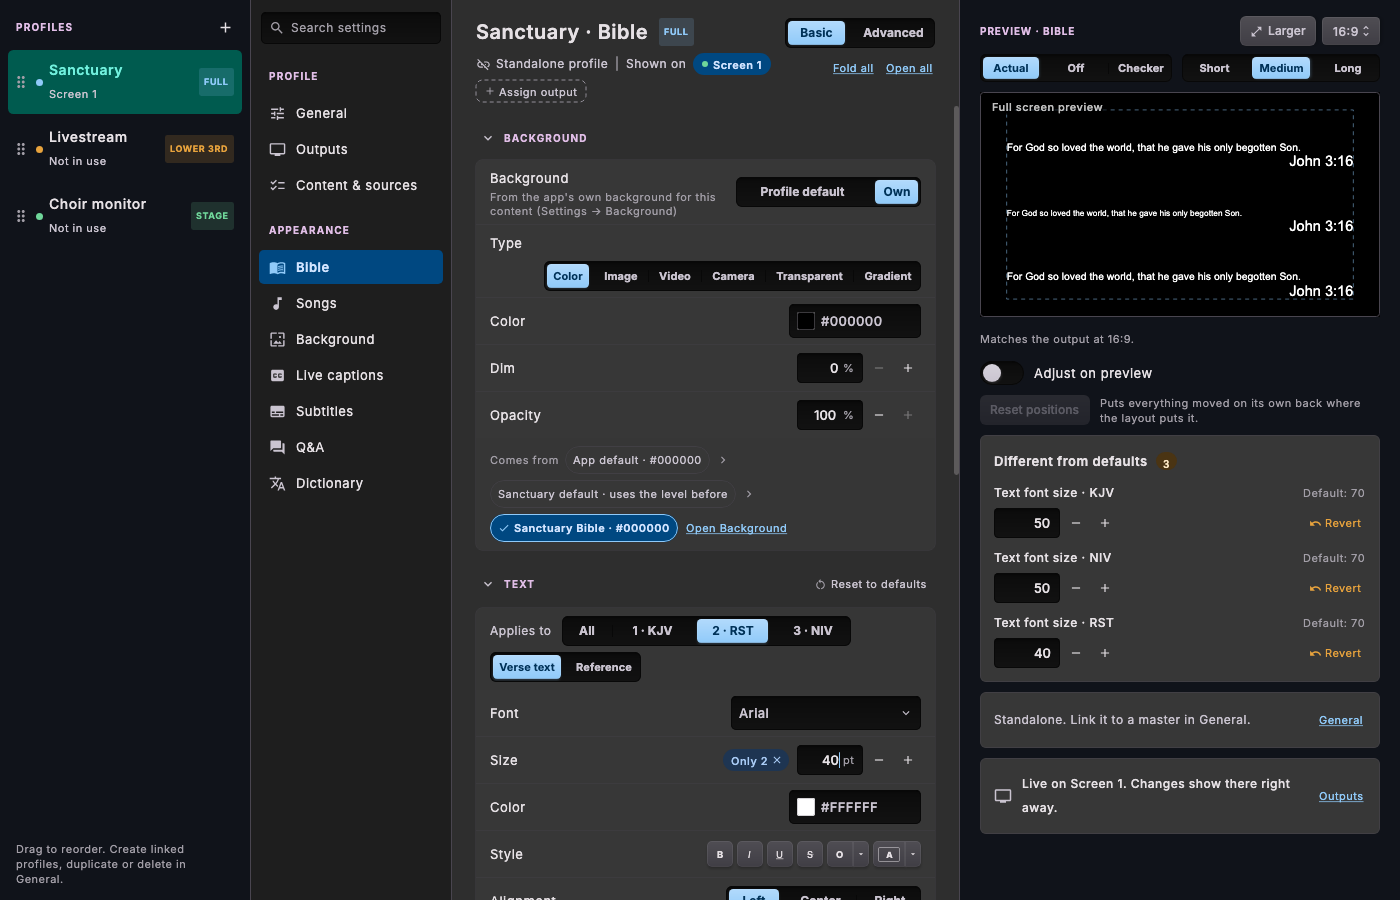 PROFILES
Sanctuary
Screen 1
FULL
Livestream
Not in use
LOWER 3RD
Choir monitor
Not in use
STAGE
Drag to reorder. Create linked
profiles, duplicate or delete in
General.
Search settings
PROFILE
General
Outputs
Content & sources
APPEARANCE
Bible
Songs
Background
Live captions
Subtitles
Q&A
Dictionary
Sanctuary · Bible FULL
Basic Advanced
Standalone profile | Shown on Screen 1
Fold all Open all
+ Assign output
BACKGROUND
Background
From the app's own background for this
content (Settings → Background)
Profile default Own
Type
Color Image Video Camera Transparent Gradient
Color #000000
Dim 0 % − +
Opacity 100 % − +
Comes from App default · #000000
Sanctuary default · uses the level before
Sanctuary Bible · #000000 Open Background
TEXT
Reset to defaults
Applies to All 1 · KJV 2 · RST 3 · NIV
Verse text Reference
Font Arial
Size Only 2 × 40 pt − +
Color #FFFFFF
Style B I U S O A
Alignment Left Center Right
PREVIEW · BIBLE
Larger 16:9
Actual Off Checker Short Medium Long
Full screen preview
For God so loved the world, that he gave his only begotten Son.
John 3:16
For God so loved the world, that he gave his only begotten Son.
John 3:16
For God so loved the world, that he gave his only begotten Son.
John 3:16
Matches the output at 16:9.
Adjust on preview
Reset positions
Puts everything moved on its own back where
the layout puts it.
Different from defaults 3
Text font size · KJV Default: 70
50 − + Revert
Text font size · NIV Default: 70
50 − + Revert
Text font size · RST Default: 70
40 − + Revert
Standalone. Link it to a master in General. General
Live on Screen 1. Changes show there right
away.
Outputs